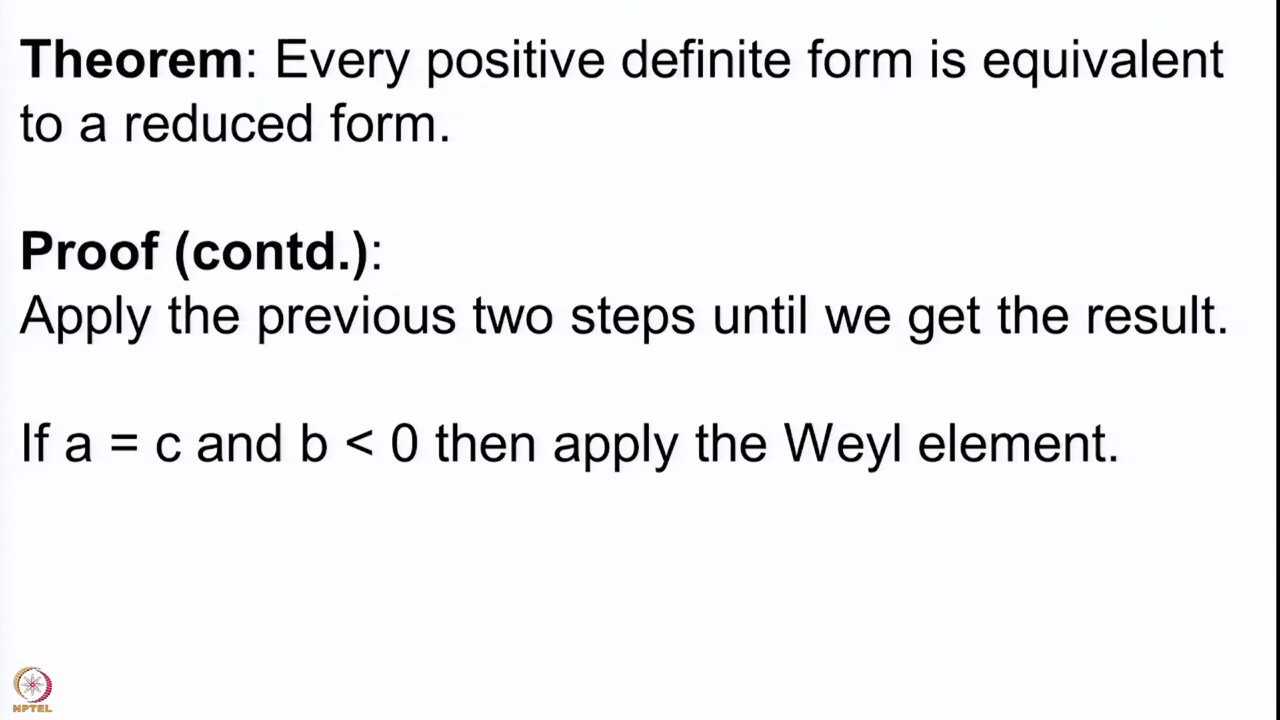 Theorem: Every positive definite form is equivalent
to a reduced form.
Proof (contd.):
Apply the previous two steps until we get the result.
If a = c and b < 0 then apply the Weyl element.
NPTEL